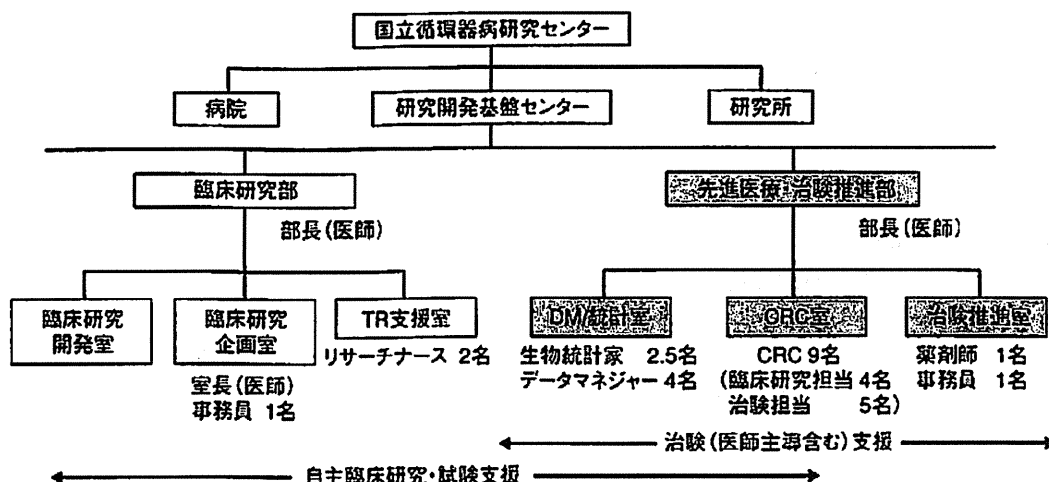 国立循環器病研究センター
病院
研究開発基盤センター
研究所
臨床研究部
先進医療・治験推進部
部長(医師)
部長(医師)
臨床研究
開発室
臨床研究
企画室
TR支援室
DM/統計室
CRC室
治験推進室
室長(医師)
事務員 1名
リサーチナース 2名
生物統計家 2.5名
データマネジャー 4名
CRC 9名
(臨床研究担当 4名
治験担当 5名)
薬剤師 1名
事務員 1名
治験(医師主導含む)支援
自主臨床研究・試験支援